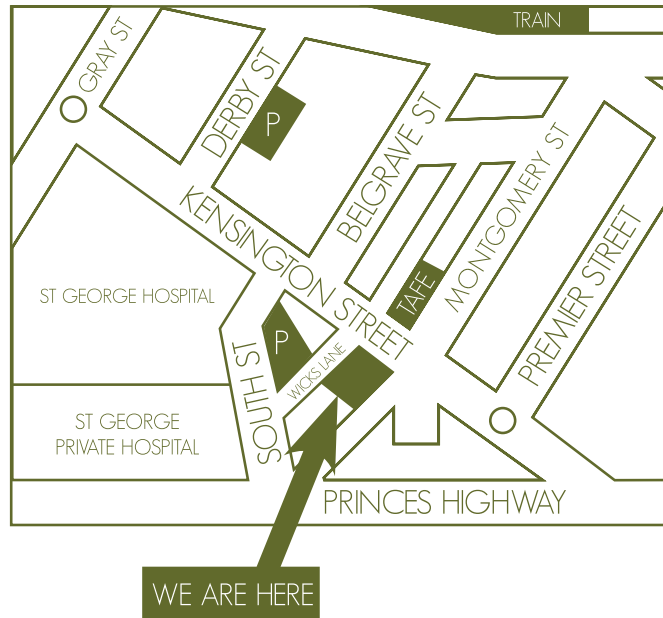 TRAIN
GRAY ST
DERBY ST
P
BELGRAVE ST
MONTGOMERY ST
KENSINGTON STREET
PREMIER STREET
TAFE
ST GEORGE HOSPITAL
P
WICKS LANE
SOUTH ST
ST GEORGE
PRIVATE HOSPITAL
PRINCES HIGHWAY
WE ARE HERE